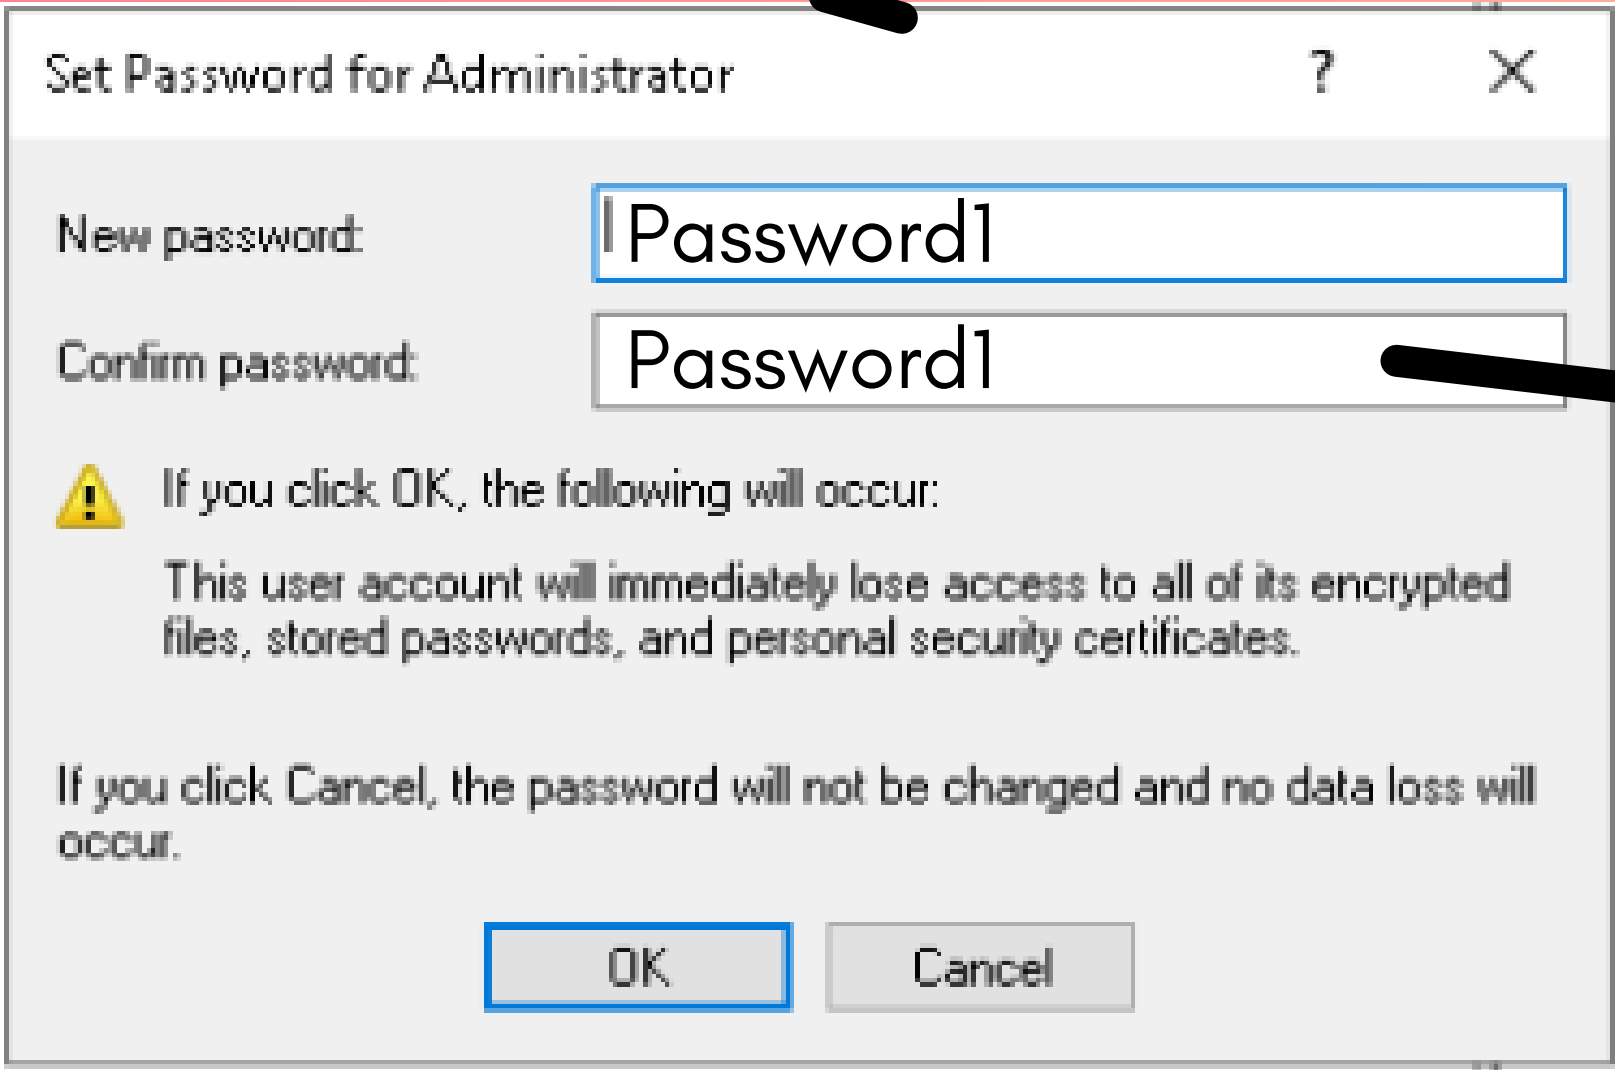 Set Password for Administrator
?
New password:
Password1
Confirm password:
Password1
If you click OK, the following will occur:
This user account will immediately lose access to all of its encrypted
files, stored passwords, and personal security certificates.
If you click Cancel, the password will not be changed and no data loss will
occur.
OK
Cancel